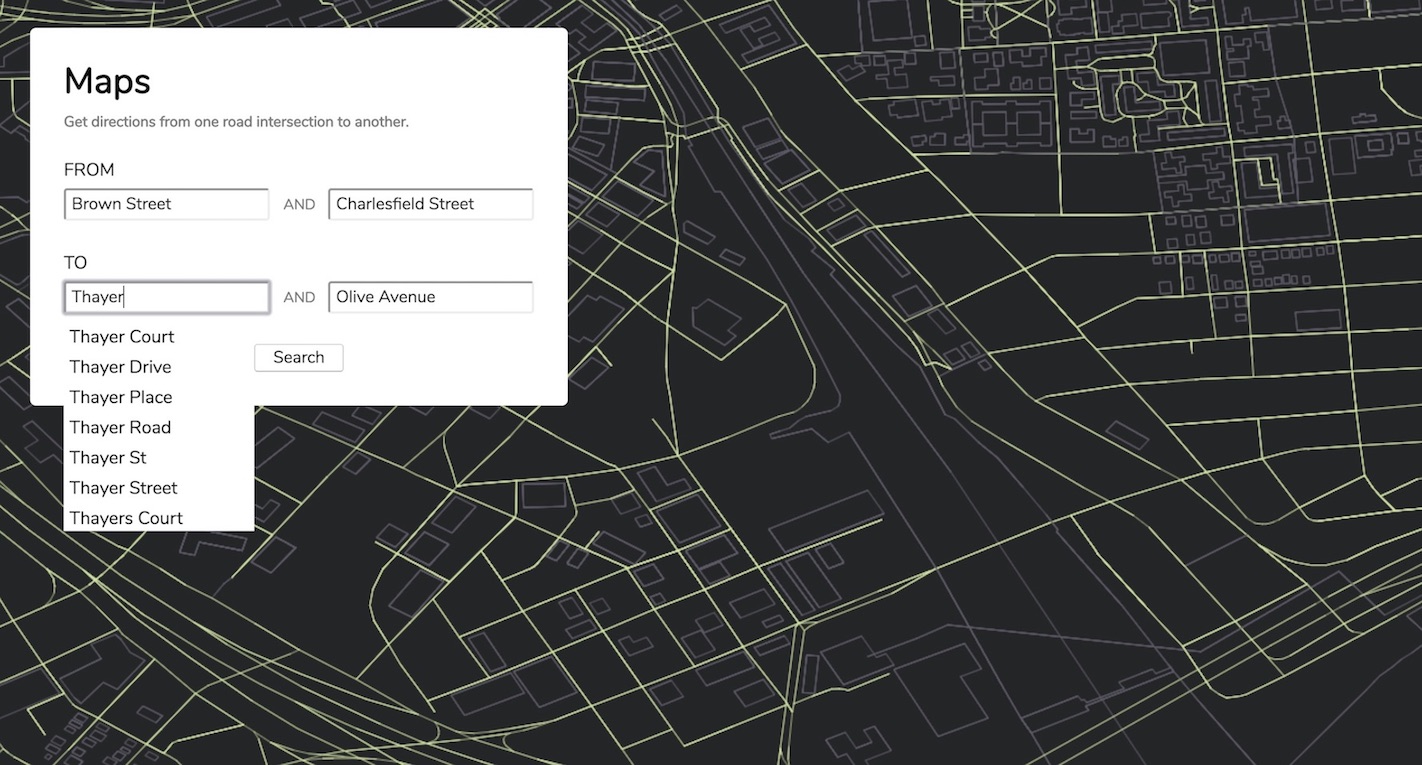 Maps
Get directions from one road intersection to another.
FROM
Brown Street AND Charlesfield Street
TO
Thayer AND Olive Avenue
Thayer Court
Search
Thayer Drive
Thayer Place
Thayer Road
Thayer St
Thayer Street
Thayers Court